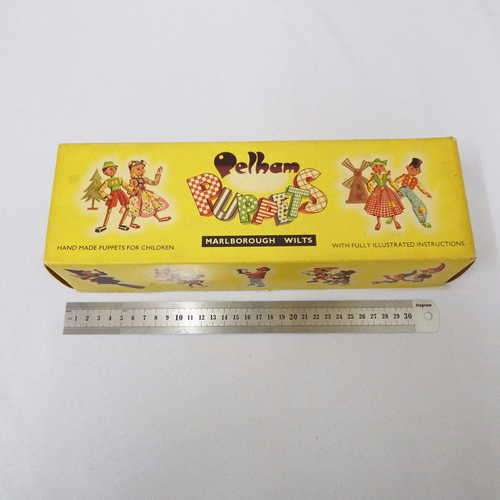 Pelham
PUPPETS
MARLBOROUGH WILTS
HAND MADE PUPPETS FOR CHILDREN
WITH FULLY ILLUSTRATED INSTRUCTIONS
1 2 3 4 5 6 7 8 9 10 11 12 13 14 15 16 17 18 19 20 21 22 23 24 25 26 27 28 29 30